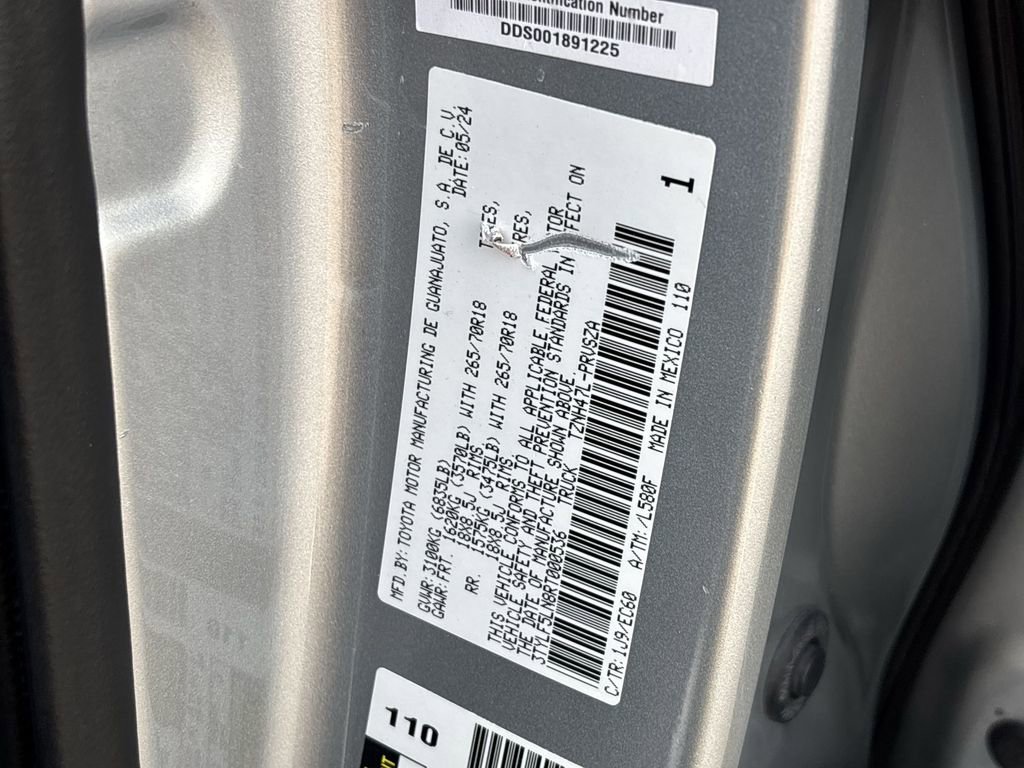 Identification Number
DDS001891225
MFD.BY:TOYOTA MOTOR MANUFACTURING DE GUANAJUATO, S. A. DE C.V.
DATE:05/24
GVWR:3100KG (6835LB)
GAWR:FRT. 1620KG (3570LB) WITH 265/70R18
18X8.5J RIMS,
RR. 1575KG (3475LB) WITH 265/70R18
18X8.5J RIMS,
THIS VEHICLE CONFORMS TO ALL APPLICABLE FEDERAL
VEHICLE SAFETY AND THEFT PREVENTION STANDARDS IN ON
THE DATE OF MANUFACTURE SHOWN ABOVE.
3TYLE5LN8RT000536 TRUCK TZNH47L-PRVSZA
C/TR:1J9/EC60 A/TM:/L580F MADE IN MEXICO 110
1
110